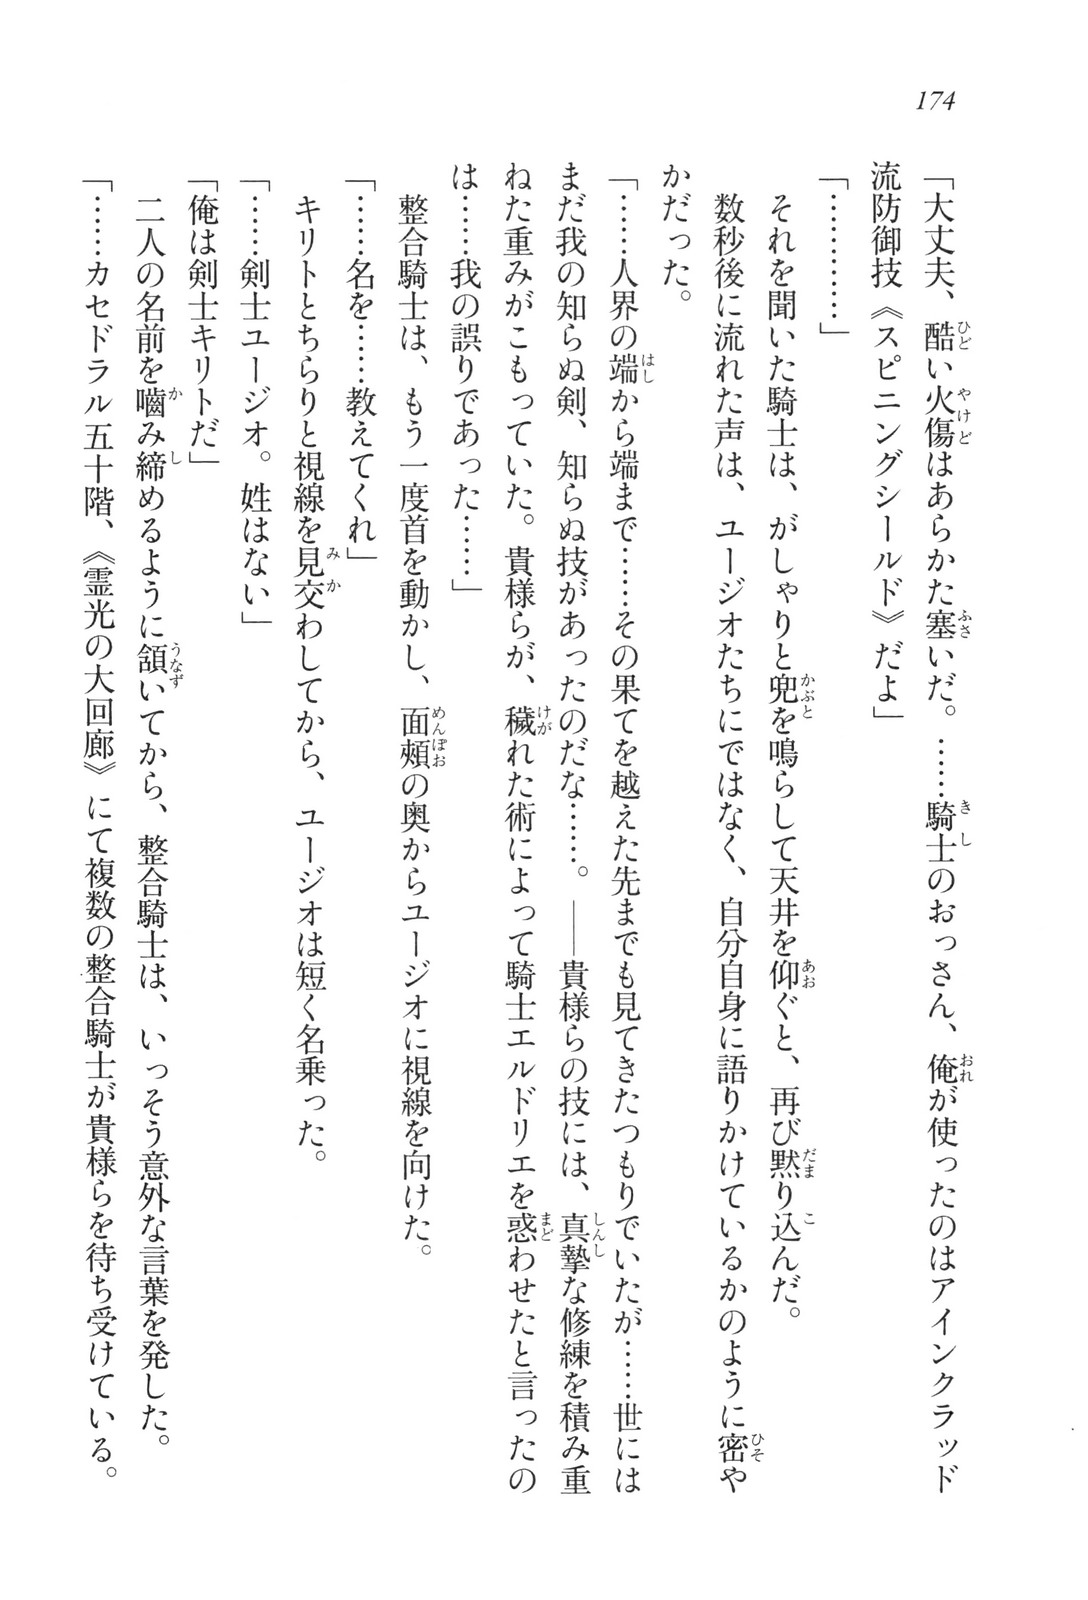 174
「大丈夫、酷い火傷はあらかた塞いだ。……騎士のおっさん、俺が使ったのはアインクラッド
流防御技《スピニングシールド》だよ」
「…………」
　それを聞いた騎士は、がしゃりと兜を鳴らして天井を仰ぐと、再び黙り込んだ。
　数秒後に流れた声は、ユージオたちにではなく、自分自身に語りかけているかのように密や
かだった。
「……人界の端から端まで……その果てを越えた先までも見てきたつもりでいたが……世には
まだ我の知らぬ剣、知らぬ技があったのだな……。――貴様らの技には、真摯な修練を積み重
ねた重みがこもっていた。貴様らが、穢れた術によって騎士エルドリエを惑わせたと言ったの
は……我の誤りであった……」
　整合騎士は、もう一度首を動かし、面頬の奥からユージオに視線を向けた。
「……名を……教えてくれ」
　キリトとちらりと視線を見交わしてから、ユージオは短く名乗った。
「……剣士ユージオ。姓はない」
「俺は剣士キリトだ」
　二人の名前を嚙み締めるように頷いてから、整合騎士は、いっそう意外な言葉を発した。
「……カセドラル五十階、《霊光の大回廊》にて複数の整合騎士が貴様らを待ち受けている。